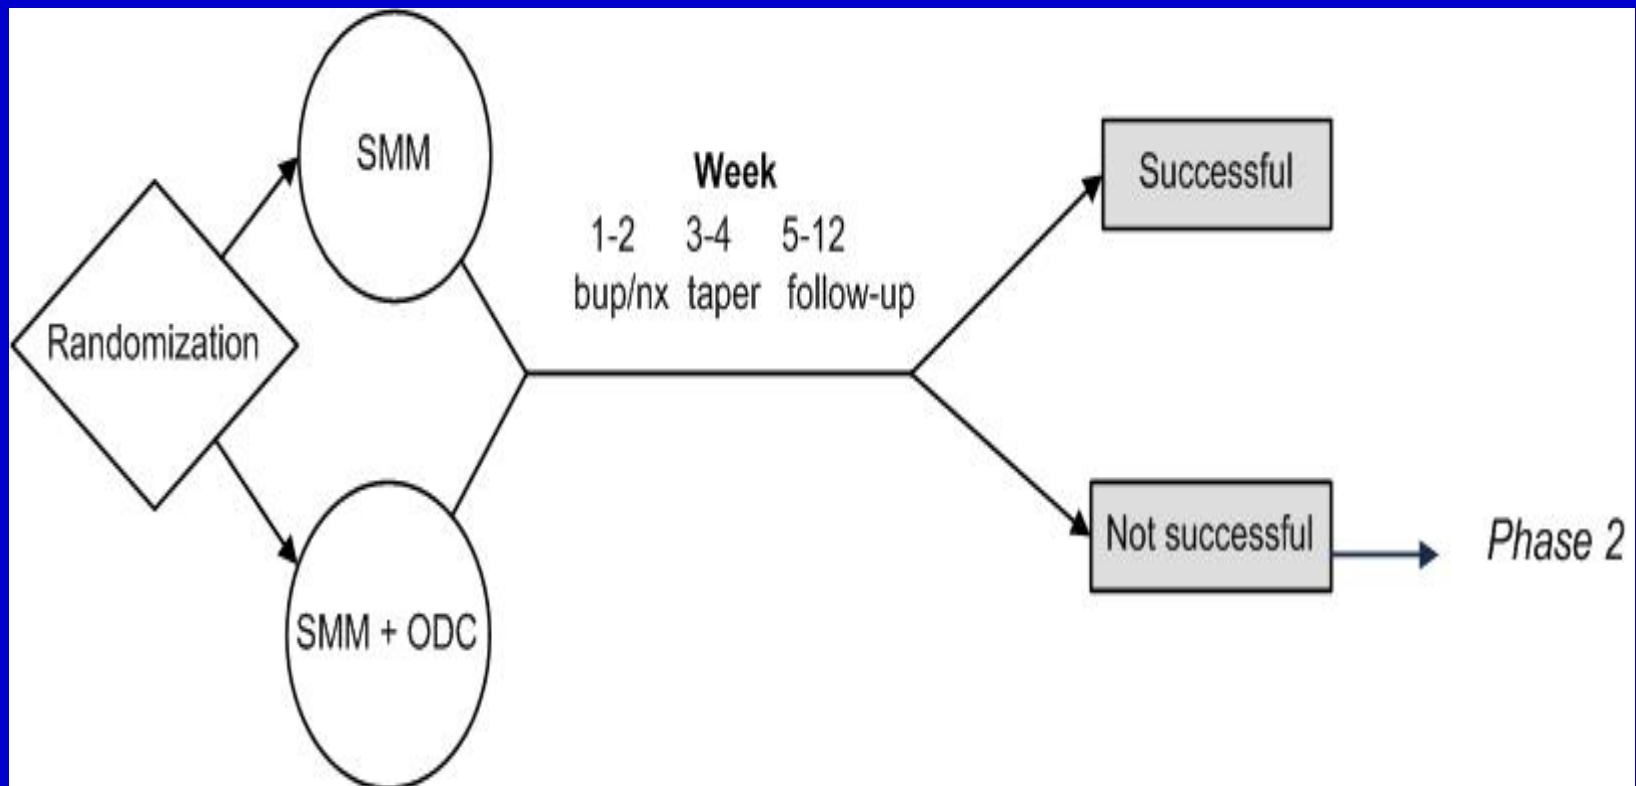 Randomization
SMM
SMM + ODC
Week
1-2 3-4 5-12
bup/nx taper follow-up
Successful
Not successful
Phase 2